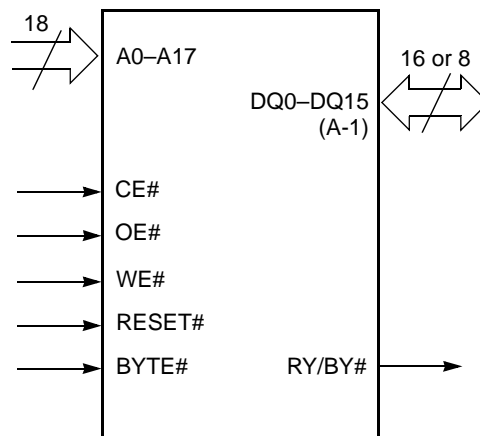 18
A0–A17
16 or 8
DQ0–DQ15
(A-1)
CE#
OE#
WE#
RESET#
BYTE#
RY/BY#